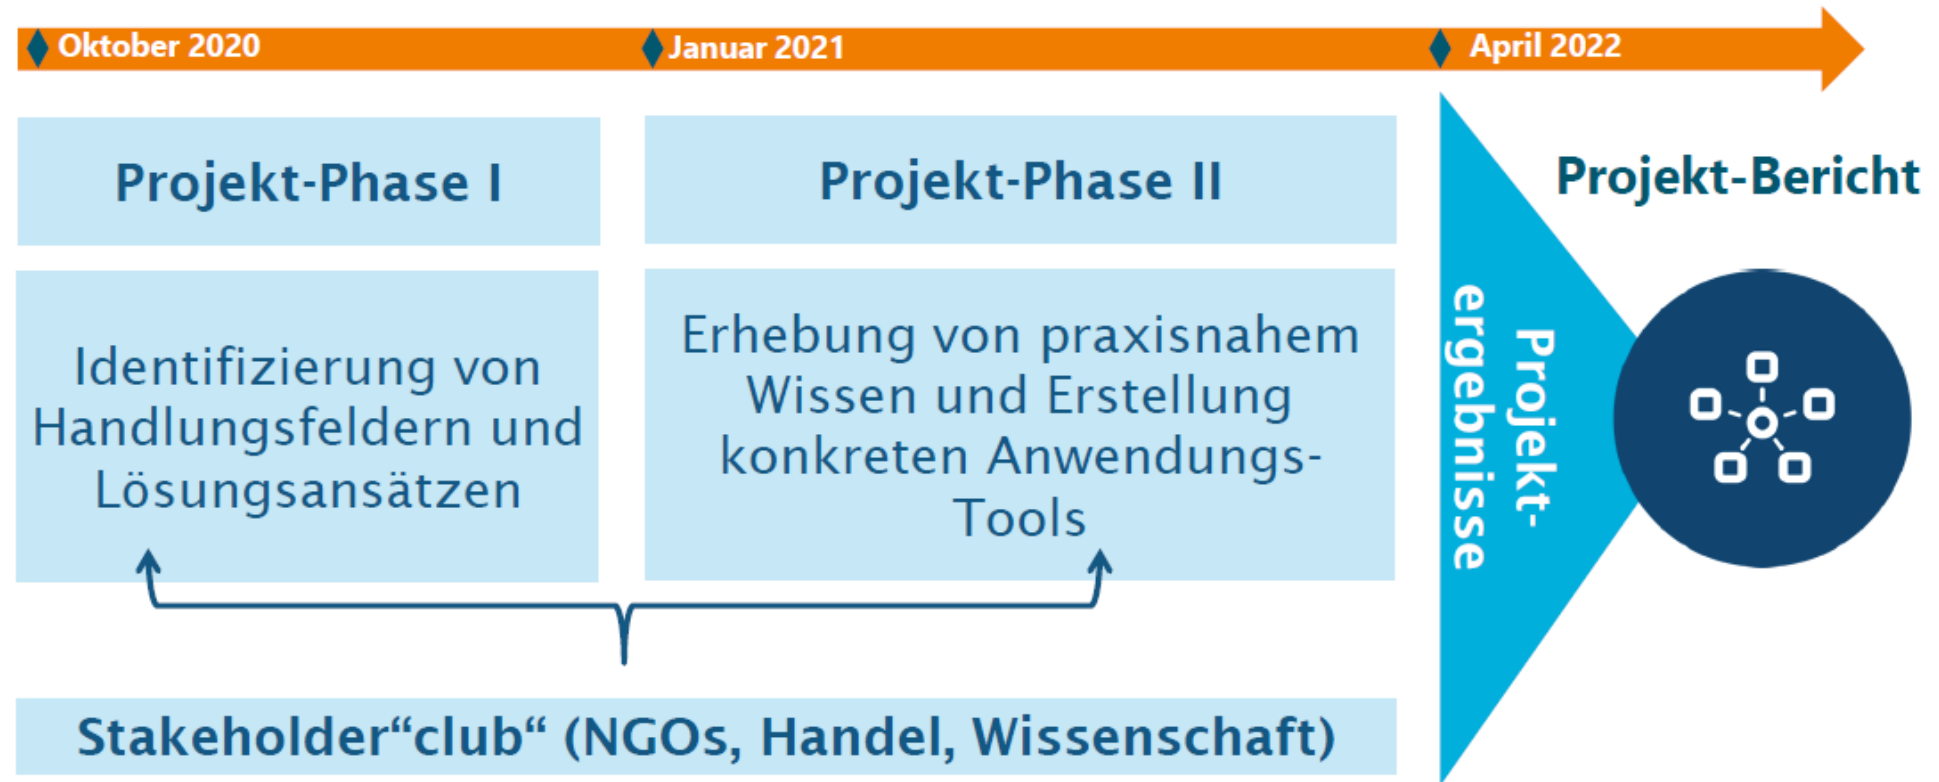 Oktober 2020
Januar 2021
April 2022
Projekt-Phase I
Projekt-Phase II
Projekt-Bericht
Identifizierung von
Handlungsfeldern und
Lösungsansätzen
Erhebung von praxisnahem
Wissen und Erstellung
konkreten Anwendungs-
Tools
Projekt-
ergebnisse
Stakeholder“club“ (NGOs, Handel, Wissenschaft)